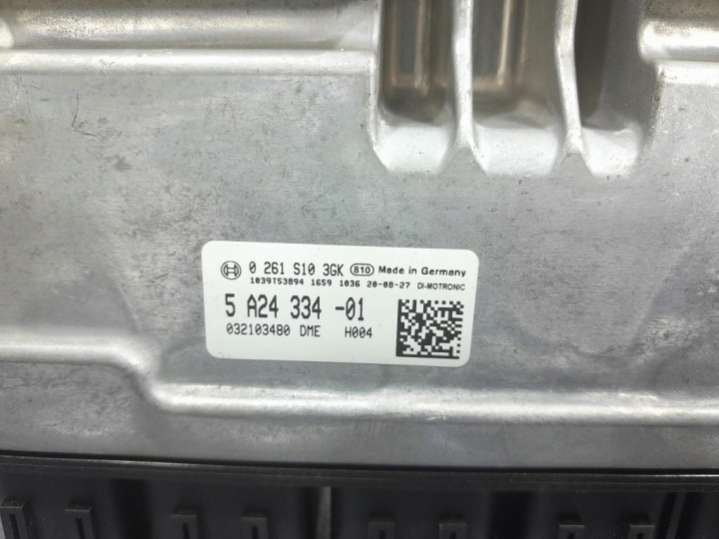 0 261 S10 3GK 810 Made in Germany
1039T53894 1659 1036 20-08-27 DI-MOTRONIC
5 A24 334 -01
032103480 DME H004